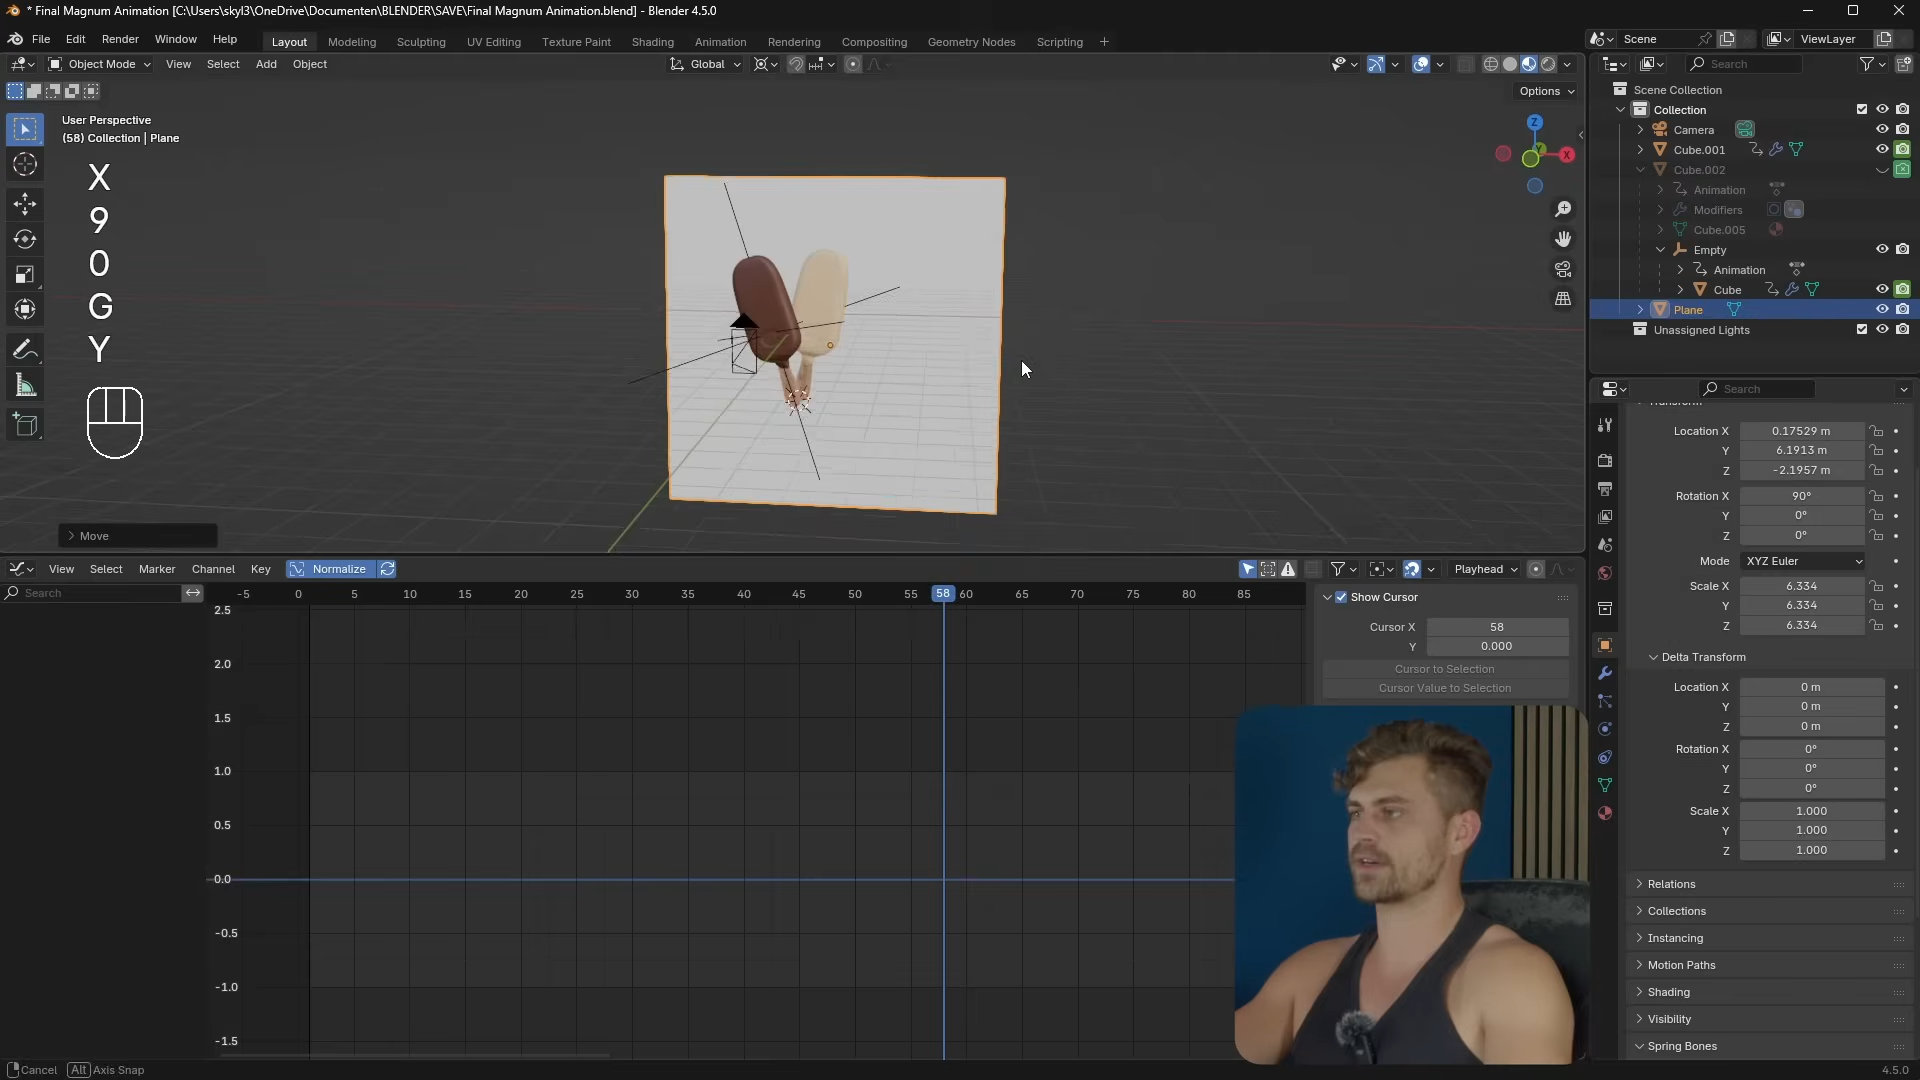 * Final Magnum Animation [C:\Users\skyl3\OneDrive\Documenten\BLENDER\SAVE\Final Magnum Animation.blend] - Blender 4.5.0
File Edit Render Window Help
Layout Modeling Sculpting UV Editing Texture Paint Shading Animation Rendering Compositing Geometry Nodes Scripting +
Scene
ViewLayer
Object Mode View Select Add Object
Global
Search
Options
User Perspective
(58) Collection | Plane
X
9
0
G
Y
Z
X
Move
Scene Collection
Collection
Camera
Cube.001
Cube.002
Animation
Modifiers
Cube.005
Empty
Animation
Cube
Plane
Unassigned Lights
Search
Transform
Location X 0.17529 m
Y 6.1913 m
Z -2.1957 m
Rotation X 90°
Y 0°
Z 0°
Mode XYZ Euler
Scale X 6.334
Y 6.334
Z 6.334
Delta Transform
Location X 0 m
Y 0 m
Z 0 m
Rotation X 0°
Y 0°
Z 0°
Scale X 1.000
Y 1.000
Z 1.000
Relations
Collections
Instancing
Motion Paths
Shading
Visibility
Spring Bones
View Select Marker Channel Key Normalize
Playhead
Search
-5 0 5 10 15 20 25 30 35 40 45 50 55 58 60 65 70 75 80 85
2.5
2.0
1.5
1.0
0.5
0.0
-0.5
-1.0
-1.5
Show Cursor
Cursor X 58
Y 0.000
Cursor to Selection
Cursor Value to Selection
Cancel Alt Axis Snap
4.5.0